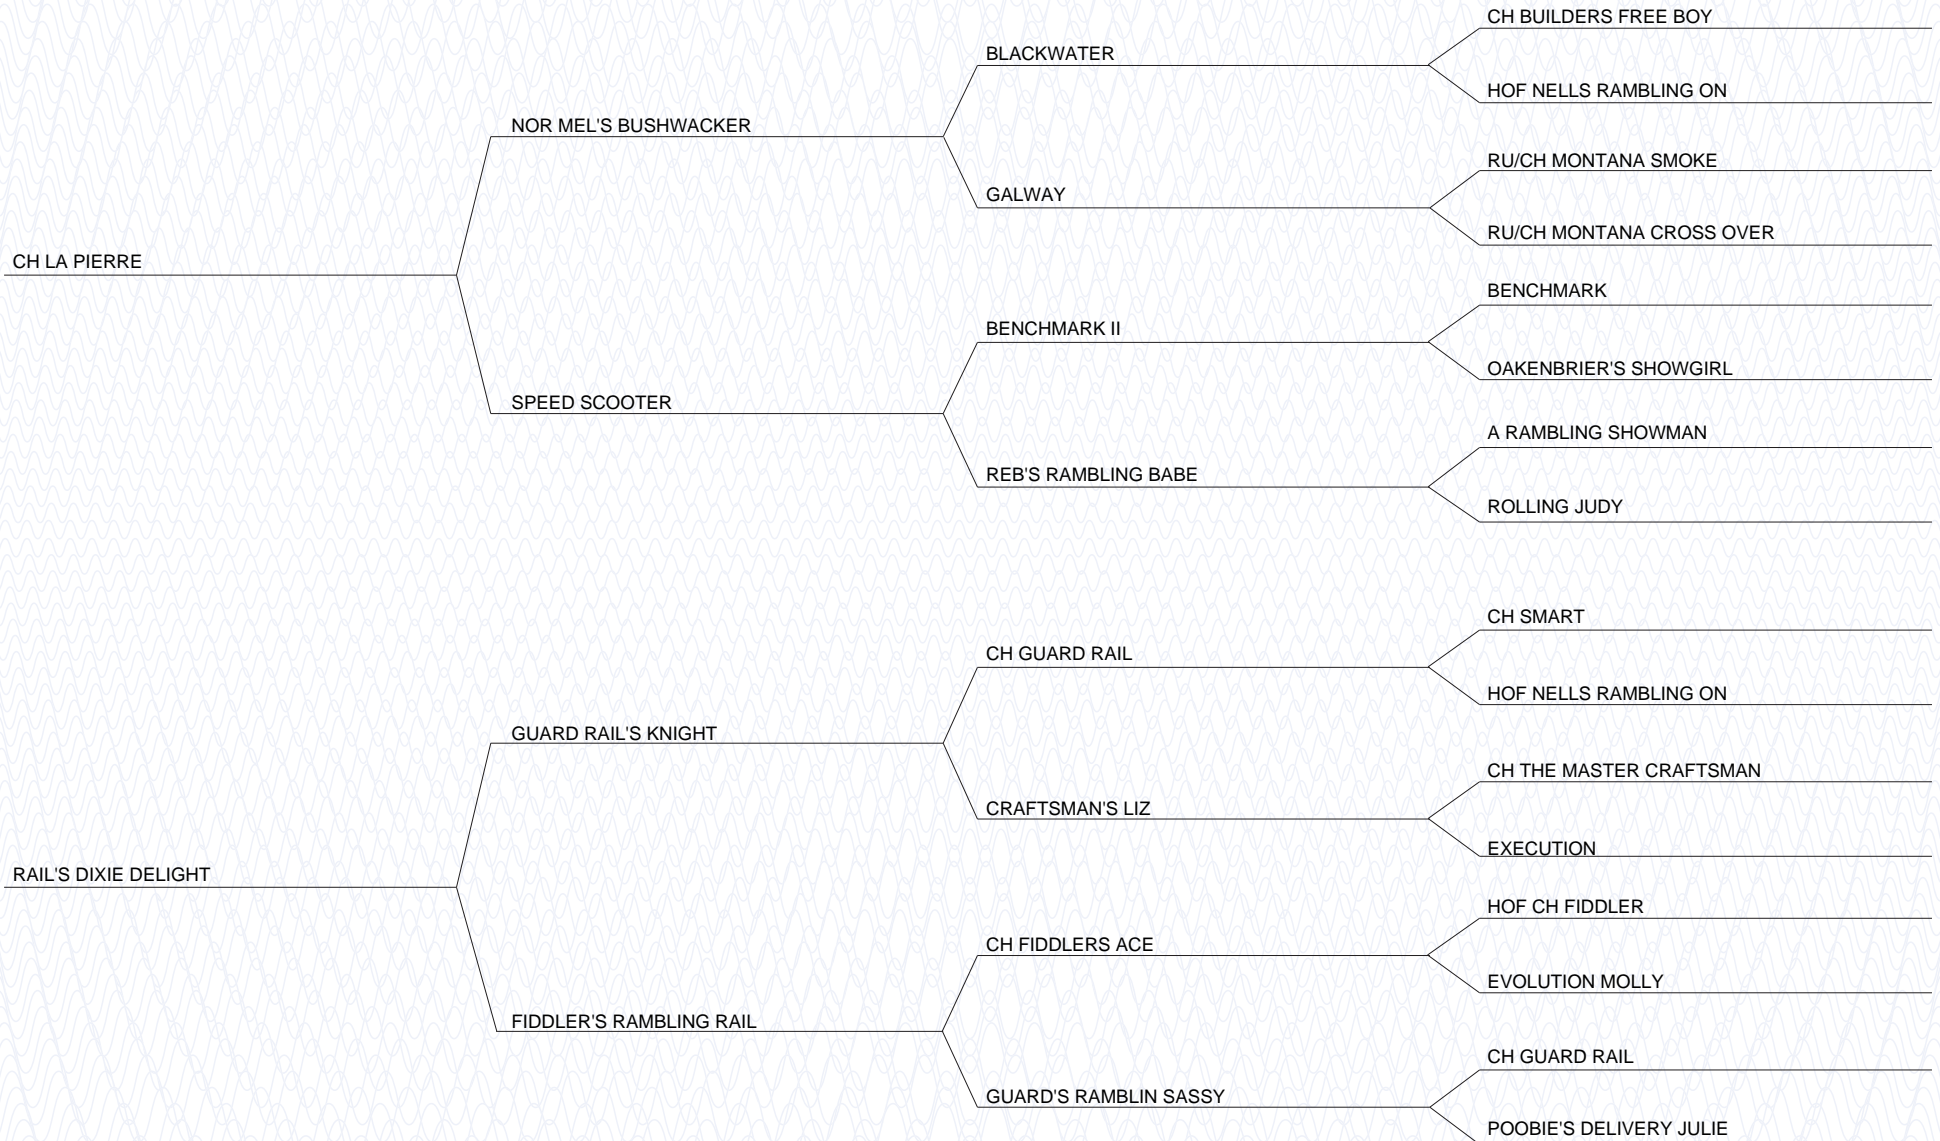 CH BUILDERS FREE BOY
BLACKWATER
HOF NELLS RAMBLING ON
NOR MEL'S BUSHWACKER
RU/CH MONTANA SMOKE
GALWAY
RU/CH MONTANA CROSS OVER
CH LA PIERRE
BENCHMARK
BENCHMARK II
OAKENBRIER'S SHOWGIRL
SPEED SCOOTER
A RAMBLING SHOWMAN
REB'S RAMBLING BABE
ROLLING JUDY
CH SMART
CH GUARD RAIL
HOF NELLS RAMBLING ON
GUARD RAIL'S KNIGHT
CH THE MASTER CRAFTSMAN
CRAFTSMAN'S LIZ
EXECUTION
RAIL'S DIXIE DELIGHT
HOF CH FIDDLER
CH FIDDLERS ACE
EVOLUTION MOLLY
FIDDLER'S RAMBLING RAIL
CH GUARD RAIL
GUARD'S RAMBLIN SASSY
POOBIE'S DELIVERY JULIE